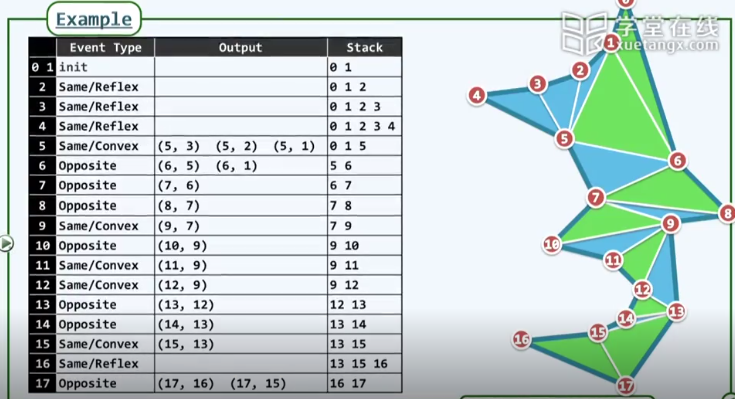 Example
Event Type Output Stack
0 1 init 0 1
2 Same/Reflex 0 1 2
3 Same/Reflex 0 1 2 3
4 Same/Reflex 0 1 2 3 4
5 Same/Convex (5, 3) (5, 2) (5, 1) 0 1 5
6 Opposite (6, 5) (6, 1) 5 6
7 Opposite (7, 6) 6 7
8 Opposite (8, 7) 7 8
9 Same/Convex (9, 7) 7 9
10 Opposite (10, 9) 9 10
11 Same/Convex (11, 9) 9 11
12 Same/Convex (12, 9) 9 12
13 Opposite (13, 12) 12 13
14 Opposite (14, 13) 13 14
15 Same/Convex (15, 13) 13 15
16 Same/Reflex 13 15 16
17 Opposite (17, 16) (17, 15) 16 17
学堂在线
xuetangx.com
1
2
3
4
5
6
7
8
9
10
11
12
13
14
15
16
17